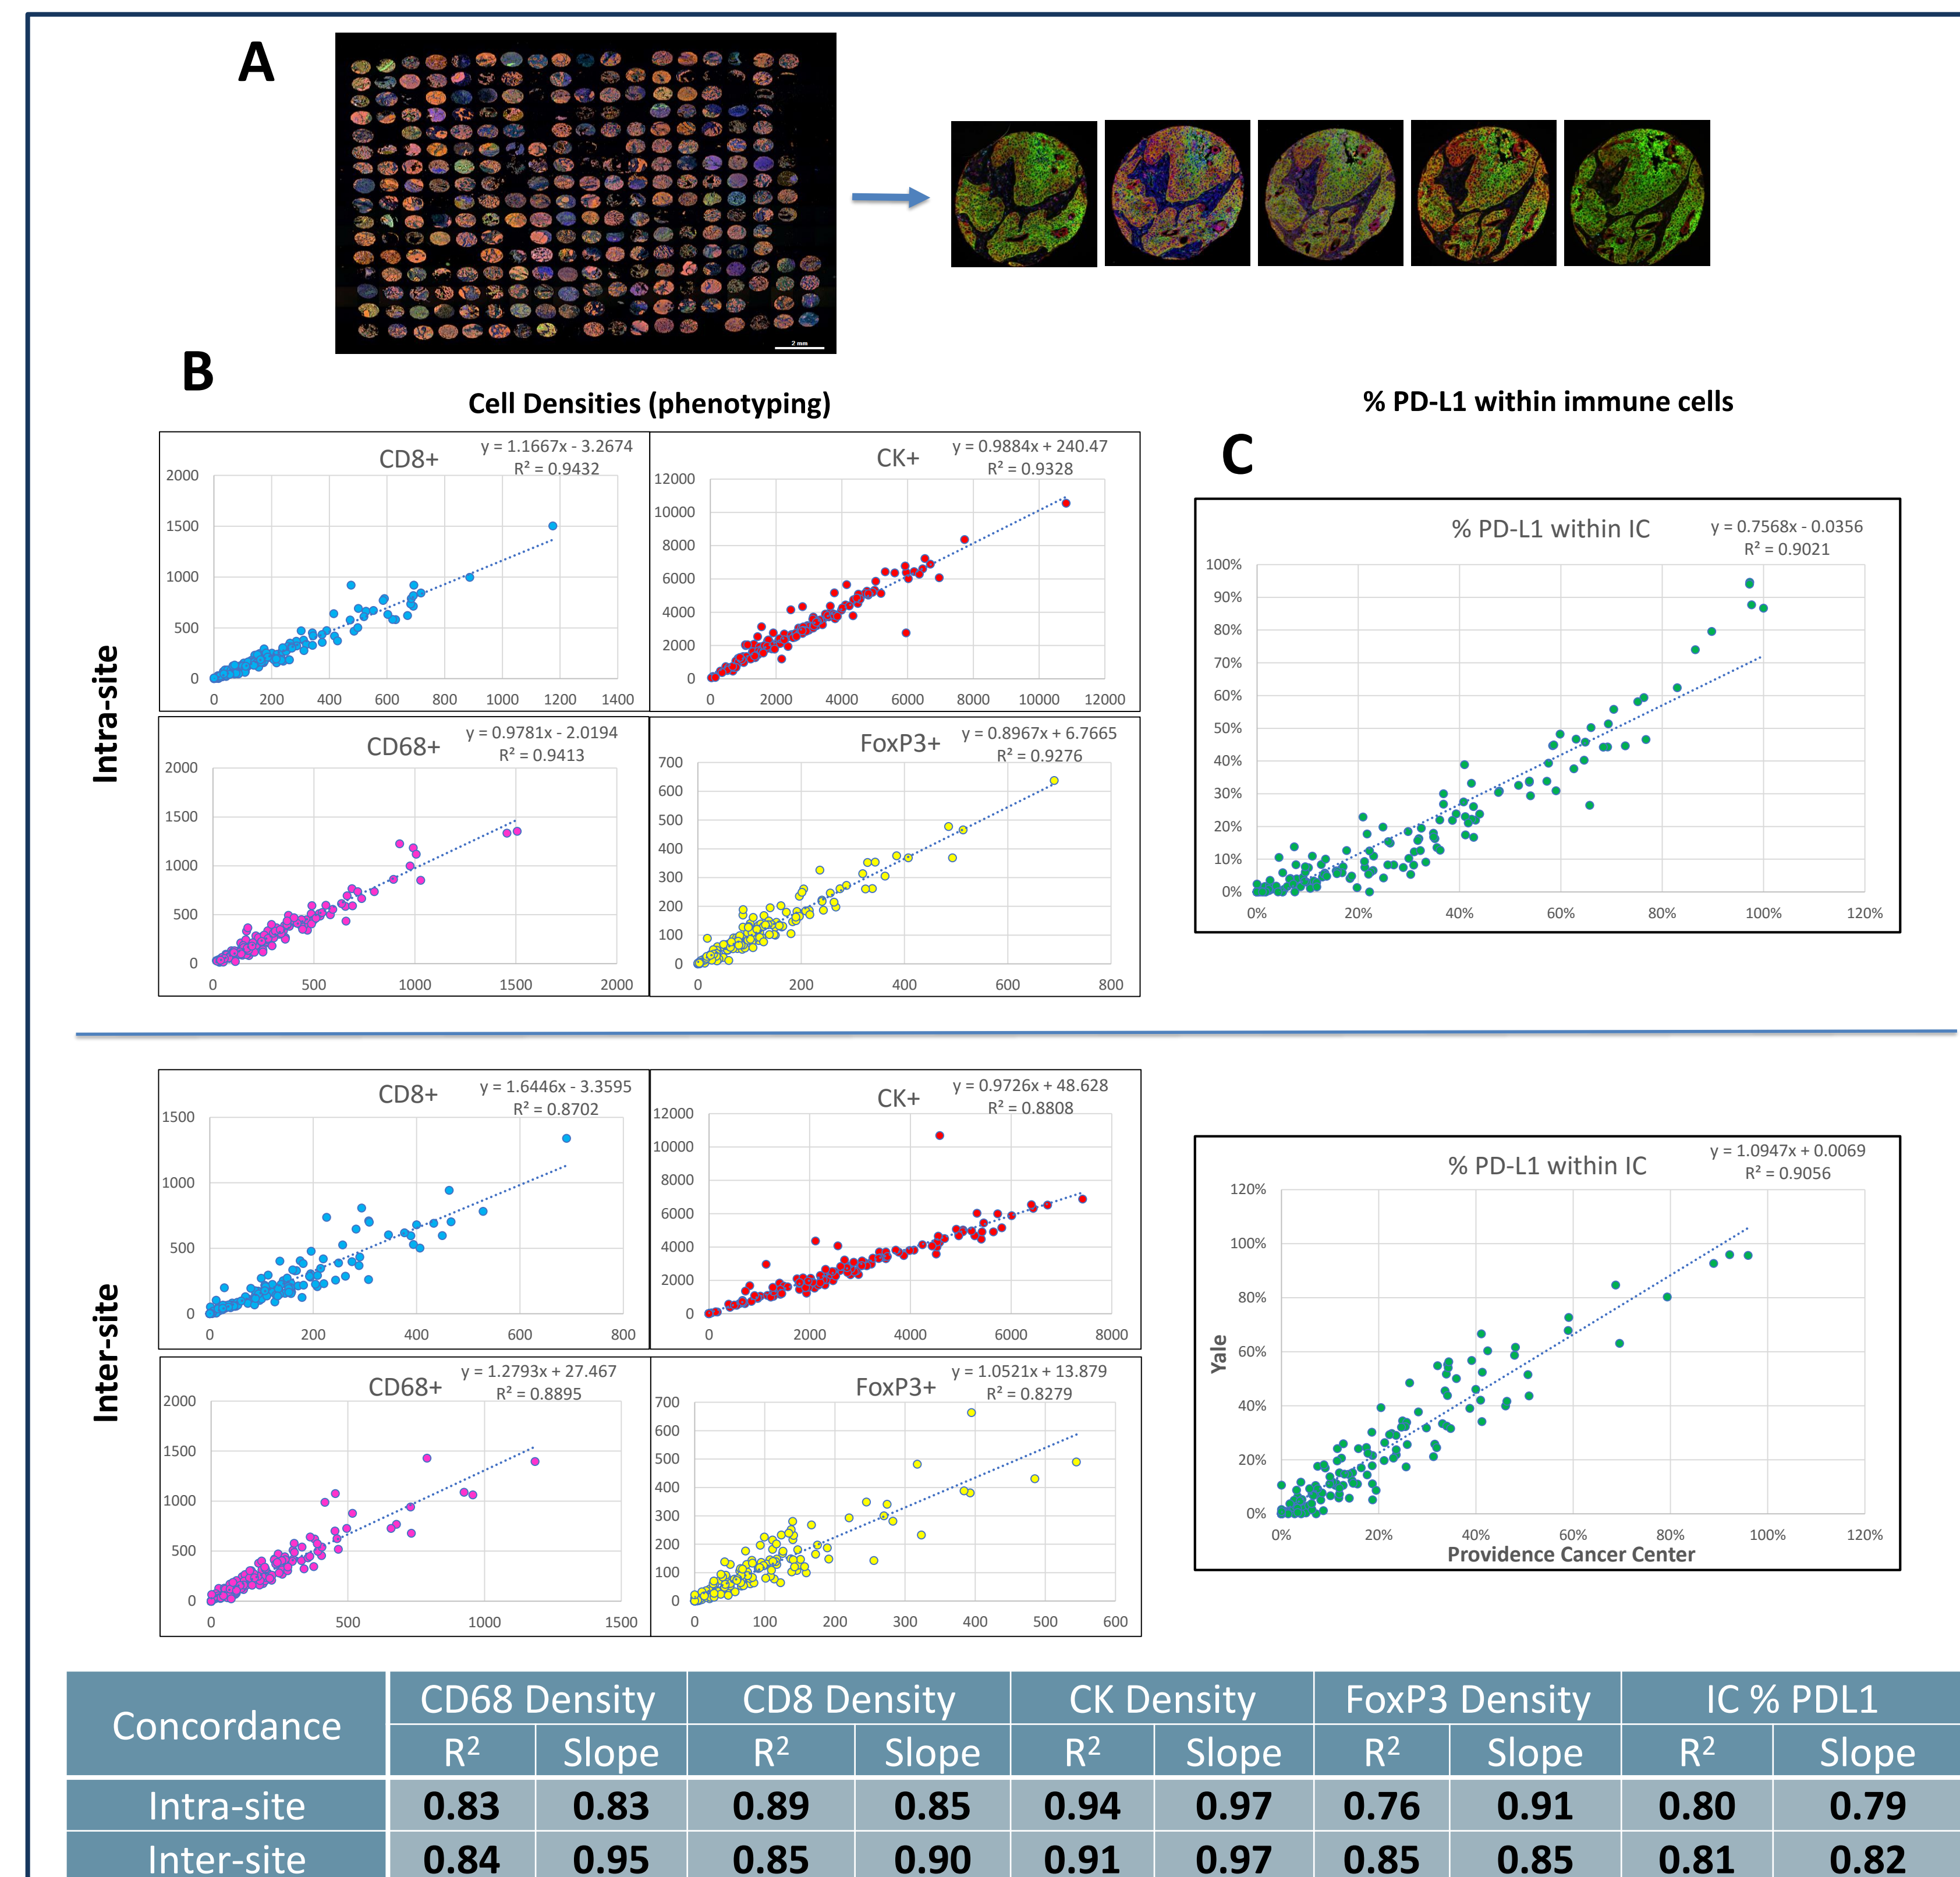 A
2 mm
B
Cell Densities (phenotyping)
% PD-L1 within immune cells
C
Intra-site
CD8+
y = 1.1667x - 3.2674
R² = 0.9432
2000
1500
1000
500
0
0 200 400 600 800 1000 1200 1400
CK+
y = 0.9884x + 240.47
R² = 0.9328
12000
10000
8000
6000
4000
2000
0
0 2000 4000 6000 8000 10000 12000
CD68+
y = 0.9781x - 2.0194
R² = 0.9413
2000
1500
1000
500
0
0 500 1000 1500 2000
FoxP3+
y = 0.8967x + 6.7665
R² = 0.9276
700
600
500
400
300
200
100
0
0 200 400 600 800
% PD-L1 within IC
y = 0.7568x - 0.0356
R² = 0.9021
100%
90%
80%
70%
60%
50%
40%
30%
20%
10%
0%
0% 20% 40% 60% 80% 100% 120%
Inter-site
CD8+
y = 1.6446x - 3.3595
R² = 0.8702
1500
1000
500
0
0 200 400 600 800
CK+
y = 0.9726x + 48.628
R² = 0.8808
12000
10000
8000
6000
4000
2000
0
0 2000 4000 6000 8000
CD68+
y = 1.2793x + 27.467
R² = 0.8895
2000
1500
1000
500
0
0 500 1000 1500
FoxP3+
y = 1.0521x + 13.879
R² = 0.8279
700
600
500
400
300
200
100
0
0 100 200 300 400 500 600
% PD-L1 within IC
y = 1.0947x + 0.0069
R² = 0.9056
120%
100%
80%
60%
40%
20%
0%
Yale
0% 20% 40% 60% 80% 100% 120%
Providence Cancer Center
Concordance CD68 Density CD8 Density CK Density FoxP3 Density IC % PDL1
R² Slope R² Slope R² Slope R² Slope R² Slope
Intra-site 0.83 0.83 0.89 0.85 0.94 0.97 0.76 0.91 0.80 0.79
Inter-site 0.84 0.95 0.85 0.90 0.91 0.97 0.85 0.85 0.81 0.82